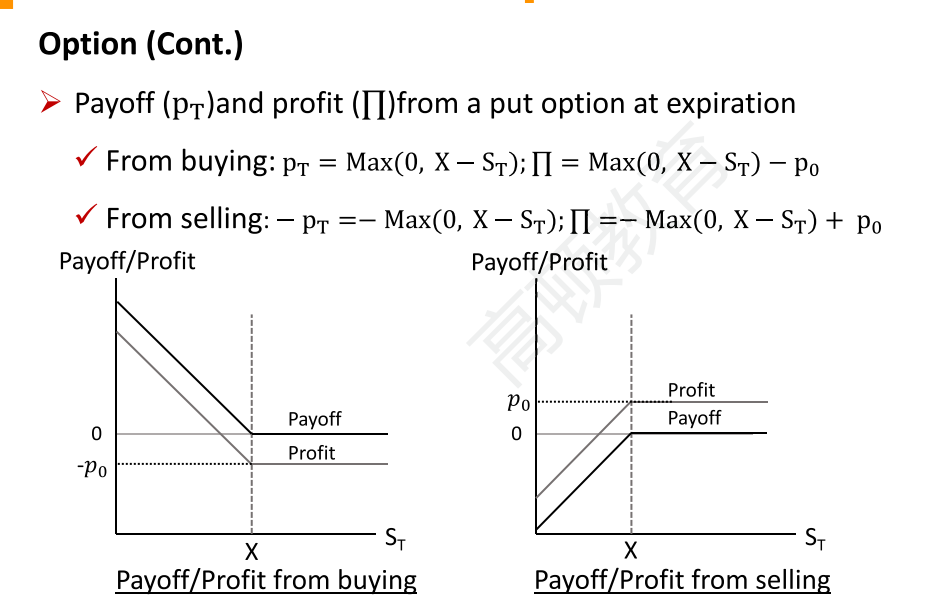 Option (Cont.)
Payoff (p_T)and profit (∏)from a put option at expiration
From buying: p_T = Max(0, X − S_T); ∏ = Max(0, X − S_T) − p_0
From selling: − p_T =− Max(0, X − S_T); ∏ =− Max(0, X − S_T) + p_0
Payoff/Profit
0
-p_0
Payoff
Profit
X
S_T
Payoff/Profit from buying
Payoff/Profit
p_0
0
Profit
Payoff
X
S_T
Payoff/Profit from selling
高顿教育